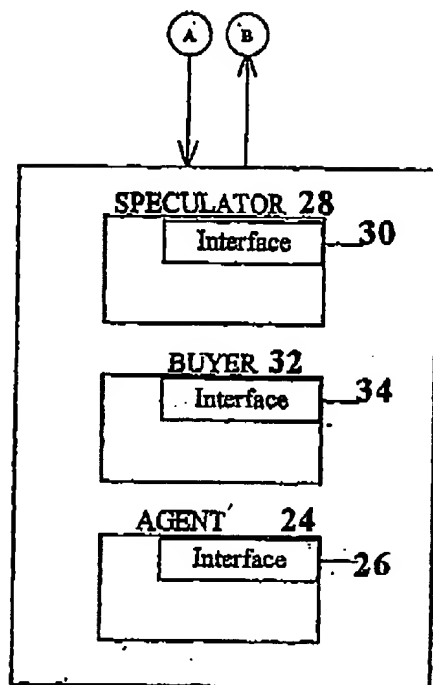 A B
SPECULATOR 28
Interface 30
BUYER 32
Interface 34
AGENT 24
Interface 26